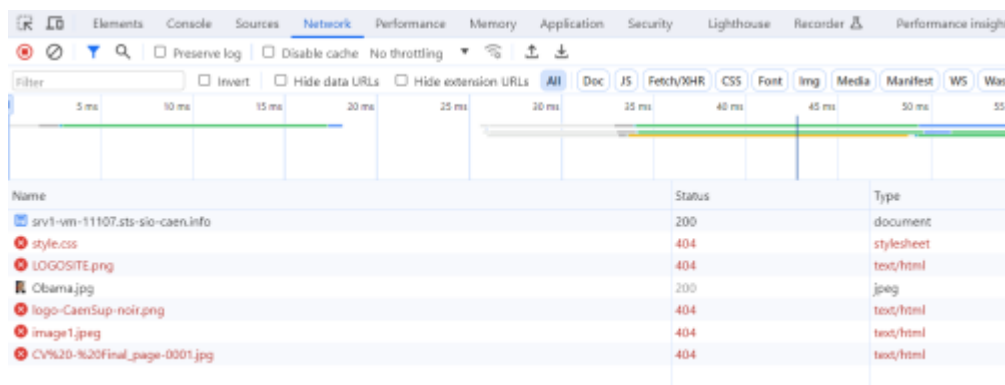 Elements Console Sources Network Performance Memory Application Security Lighthouse Recorder Performance insigh
Preserve log Disable cache No throttling
Filter Invert Hide data URLs Hide extension URLs All Doc JS Fetch/XHR CSS Font Img Media Manifest WS Was
5 ms 10 ms 15 ms 20 ms 25 ms 30 ms 35 ms 40 ms 45 ms 50 ms 55
Name Status Type
srv1-vm-11107.sts-sio-caen.info 200 document
style.css 404 stylesheet
LOGOSITE.png 404 text/html
Obama.jpg 200 jpeg
logo-CaenSup-noir.png 404 text/html
image1.jpeg 404 text/html
CV%20-%20Final_page-0001.jpg 404 text/html